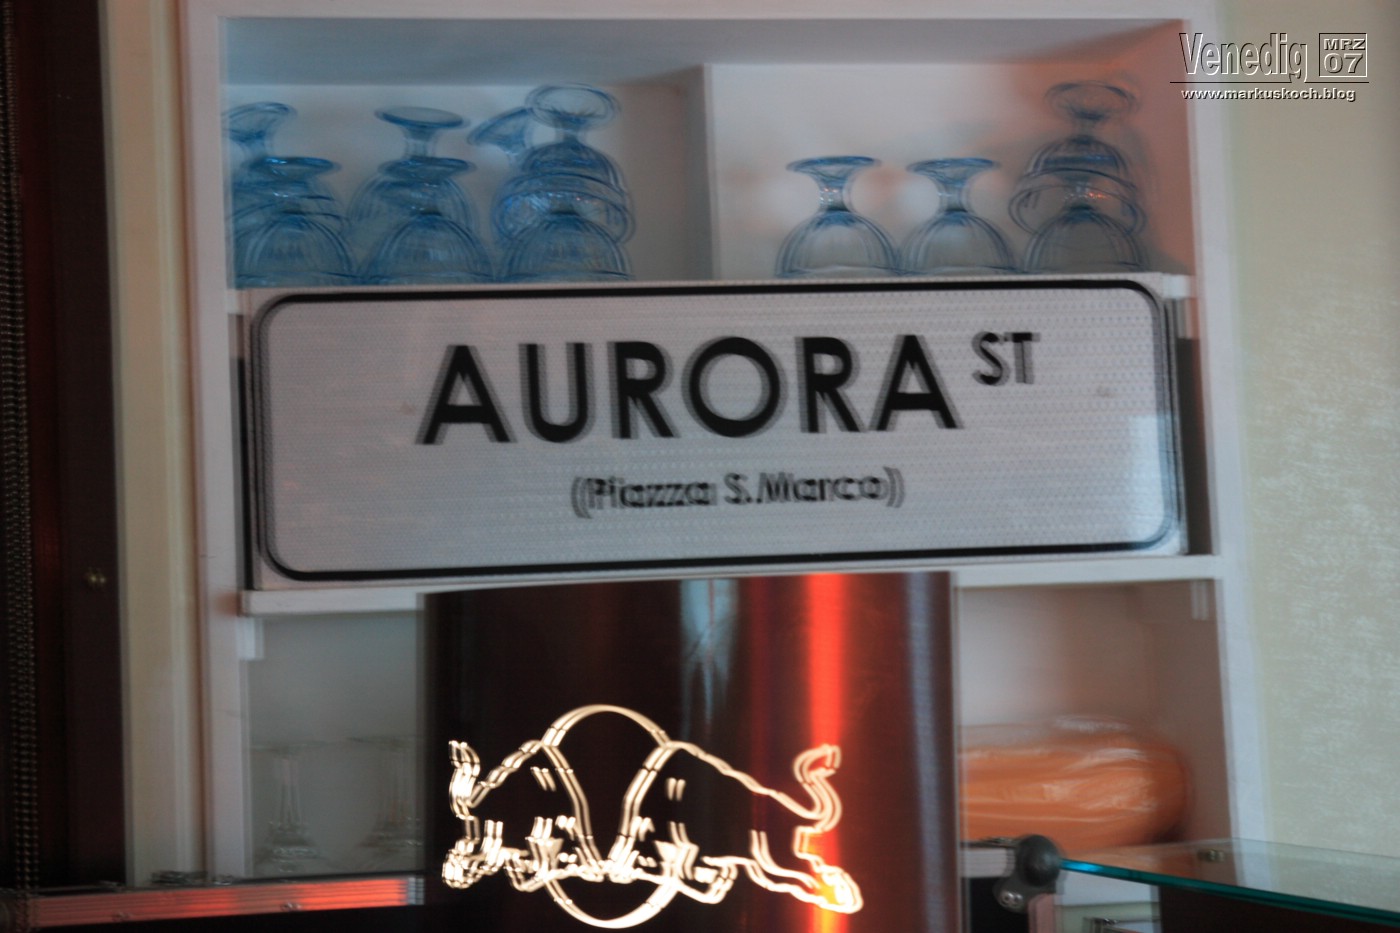 Venedig MRZ 07
www.markuskoch.blog
AURORA ST
(Piazza S. Marco)